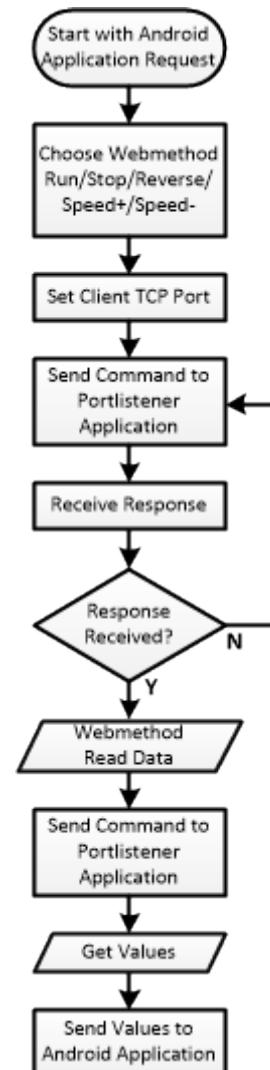 Start with Android
Application Request
Choose Webmethod
Run/Stop/Reverse/
Speed+/Speed-
Set Client TCP Port
Send Command to
Portlistener
Application
Receive Response
Response
Received?
N
Y
Webmethod
Read Data
Send Command to
Portlistener
Application
Get Values
Send Values to
Android Application